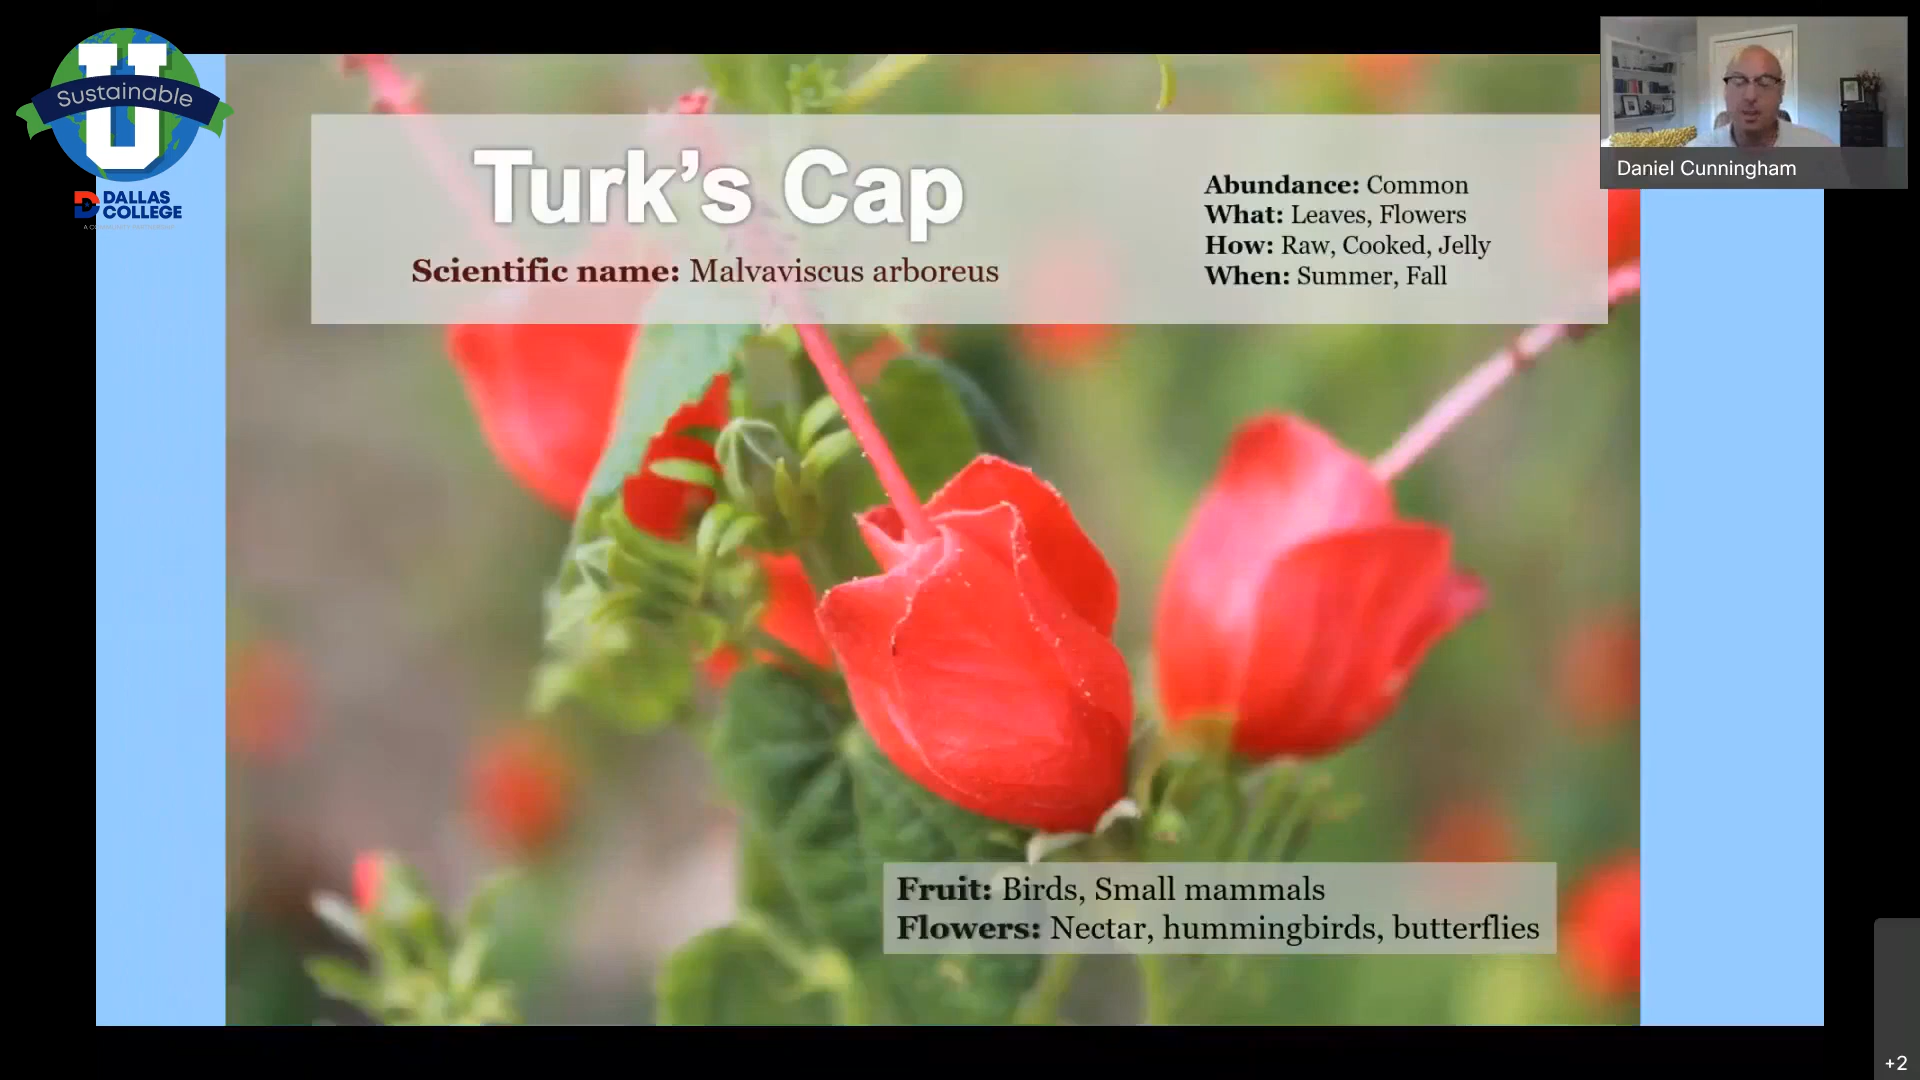 U
Sustainable
DALLAS
COLLEGE
Turk’s Cap
Scientific name: Malvaviscus arboreus
Abundance: Common
What: Leaves, Flowers
How: Raw, Cooked, Jelly
When: Summer, Fall
Daniel Cunningham
Fruit: Birds, Small mammals
Flowers: Nectar, hummingbirds, butterflies
+2